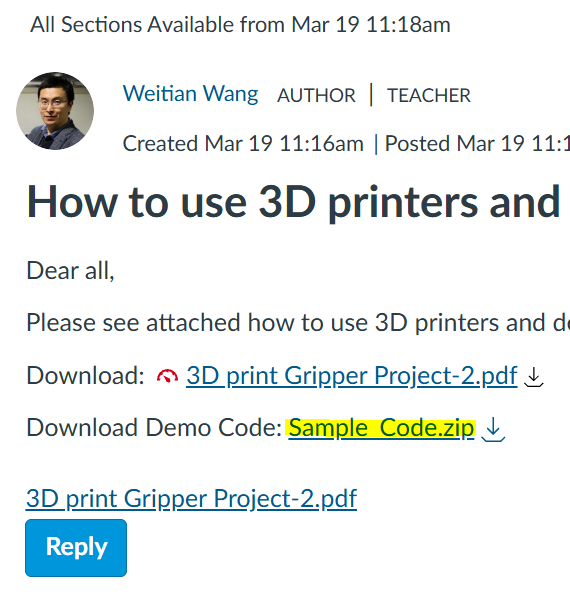 All Sections Available from Mar 19 11:18am
Weitian Wang AUTHOR | TEACHER
Created Mar 19 11:16am | Posted Mar 19 11:1
How to use 3D printers and
Dear all,
Please see attached how to use 3D printers and d
Download: 3D print Gripper Project-2.pdf
Download Demo Code: Sample_Code.zip
3D print Gripper Project-2.pdf
Reply